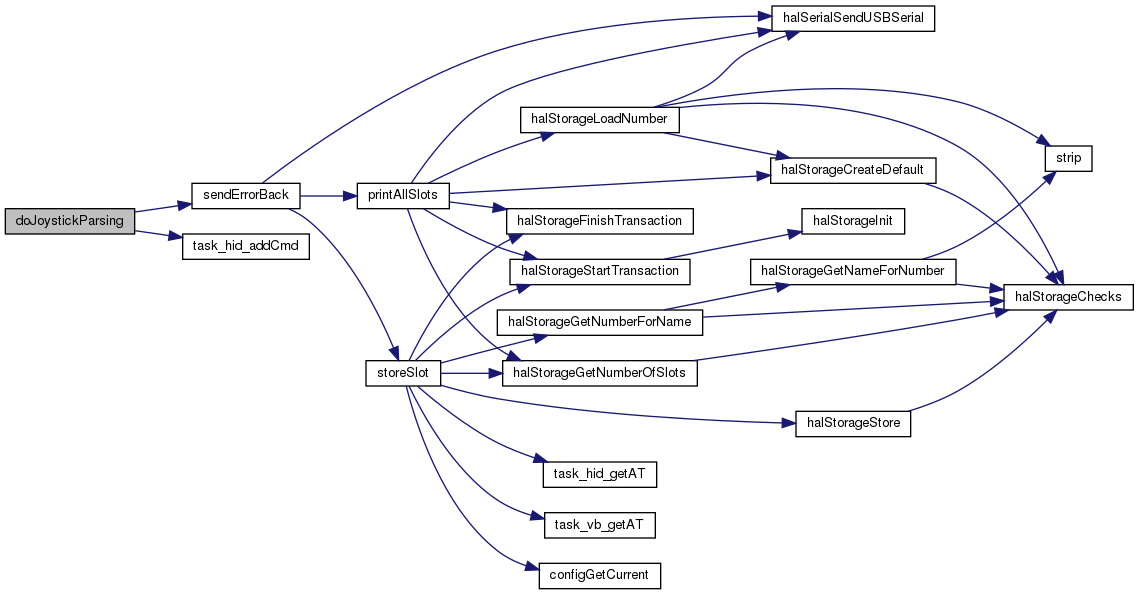 doJoystickParsing
sendErrorBack
task_hid_addCmd
printAllSlots
storeSlot
halSerialSendUSBSerial
halStorageLoadNumber
halStorageCreateDefault
strip
halStorageFinishTransaction
halStorageInit
halStorageStartTransaction
halStorageGetNameForNumber
halStorageChecks
halStorageGetNumberForName
halStorageGetNumberOfSlots
halStorageStore
task_hid_getAT
task_vb_getAT
configGetCurrent